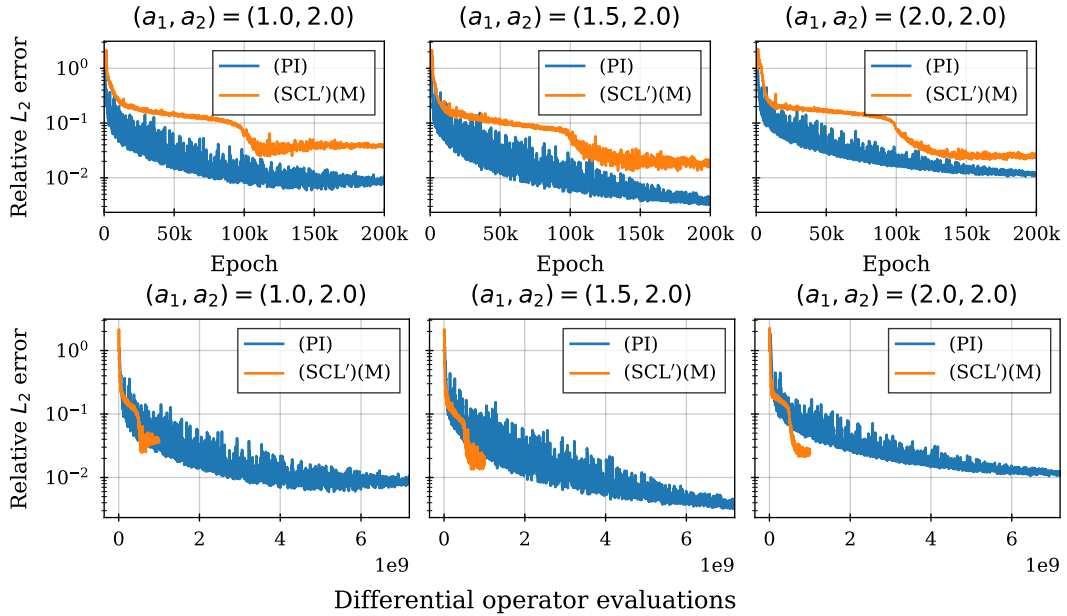 (a₁, a₂) = (1.0, 2.0)
(a₁, a₂) = (1.5, 2.0)
(a₁, a₂) = (2.0, 2.0)
Relative L₂ error
10⁰
10⁻¹
10⁻²
(PI)
(SCL′)(M)
(PI)
(SCL′)(M)
(PI)
(SCL′)(M)
0 50k 100k 150k 200k
0 50k 100k 150k 200k
0 50k 100k 150k 200k
Epoch
Epoch
Epoch
(a₁, a₂) = (1.0, 2.0)
(a₁, a₂) = (1.5, 2.0)
(a₁, a₂) = (2.0, 2.0)
Relative L₂ error
10⁰
10⁻¹
10⁻²
(PI)
(SCL′)(M)
(PI)
(SCL′)(M)
(PI)
(SCL′)(M)
0 2 4 6
0 2 4 6
0 2 4 6
1e9
1e9
1e9
Differential operator evaluations